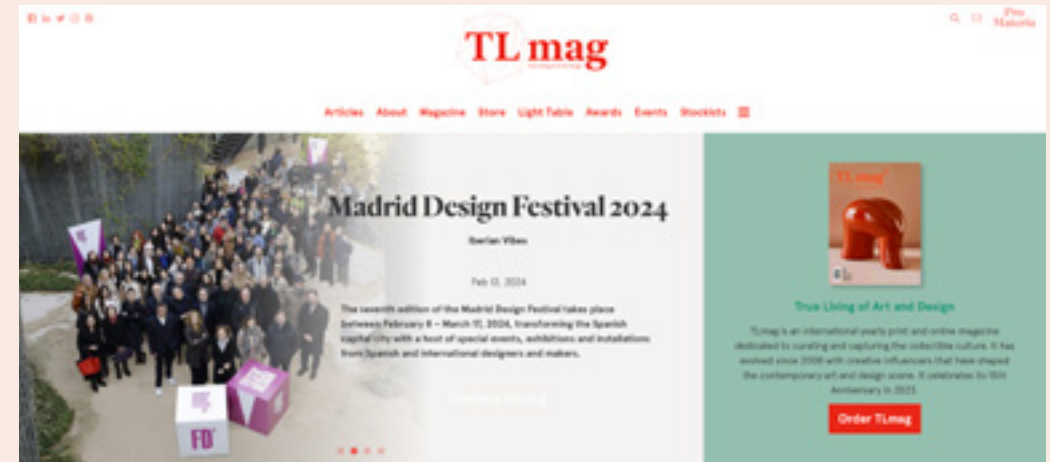 Pro
Materia
TL mag
Articles About Magazine Store Light Table Awards Events Stockists
Madrid Design Festival 2024
Iberian Vibes
Feb 12, 2024
The seventh edition of the Madrid Design Festival takes place
between February 8 – March 17, 2024, transforming the Spanish
capital city with a host of special events, exhibitions and installations
from Spanish and international designers and makers.
FD'
TLmag
True Living of Art and Design
TLmag is an international yearly print and online magazine
dedicated to curating and capturing the collectible culture. It has
evolved since 2008 with creative influencers that have shaped
the contemporary art and design scene. It celebrates its 15th
Anniversary in 2023.
Order TLmag